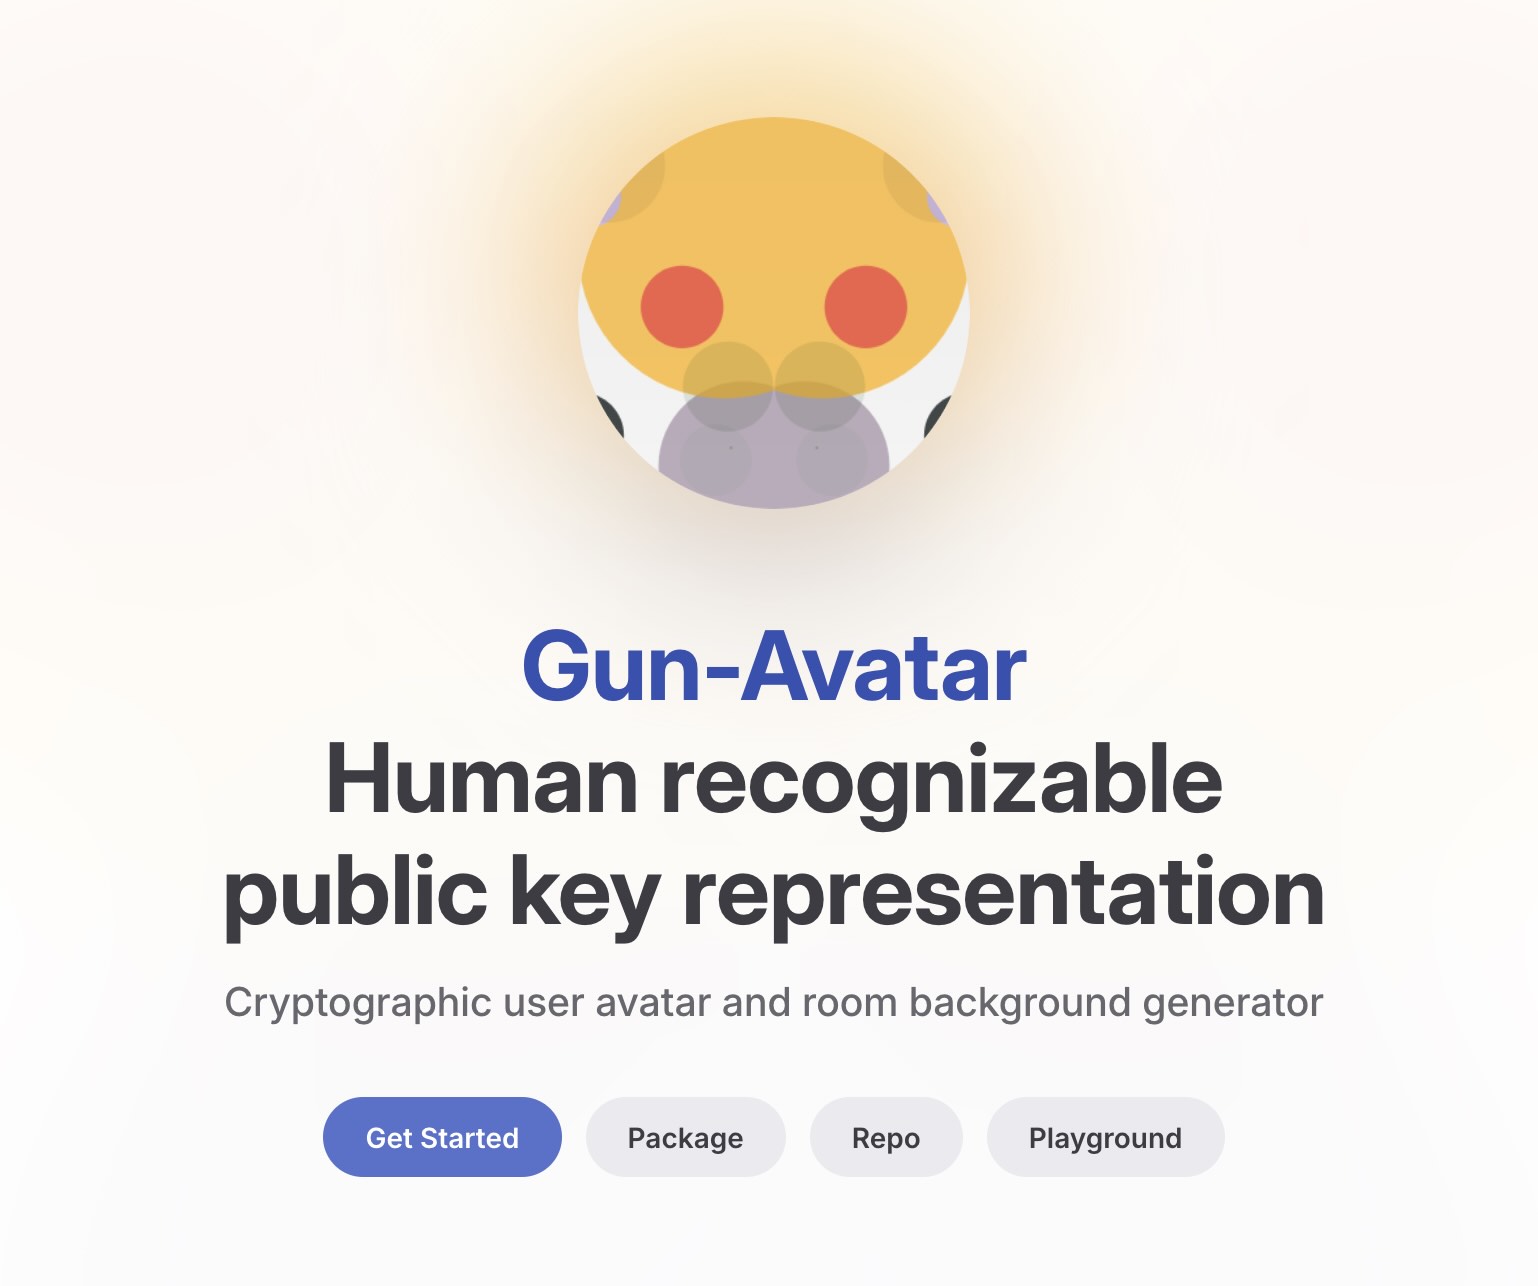 Gun-Avatar
Human recognizable
public key representation
Cryptographic user avatar and room background generator
Get Started
Package
Repo
Playground